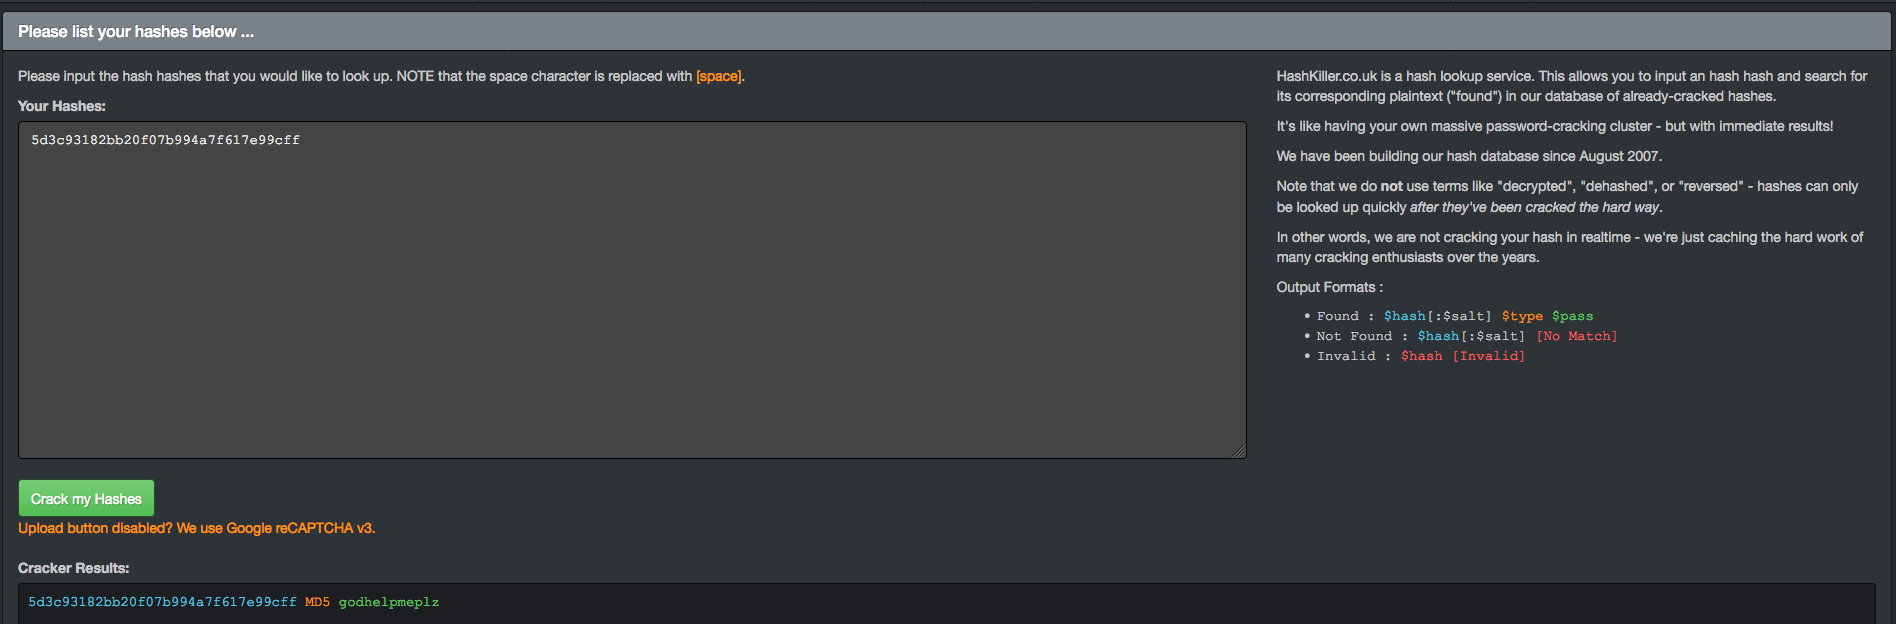 Please list your hashes below ...
Please input the hash hashes that you would like to look up. NOTE that the space character is replaced with [space].
Your Hashes:
5d3c93182bb20f07b994a7f617e99cff
Crack my Hashes
Upload button disabled? We use Google reCAPTCHA v3.
Cracker Results:
5d3c93182bb20f07b994a7f617e99cff MD5 godhelpmeplz
HashKiller.co.uk is a hash lookup service. This allows you to input an hash hash and search for
its corresponding plaintext ("found") in our database of already-cracked hashes.
It's like having your own massive password-cracking cluster - but with immediate results!
We have been building our hash database since August 2007.
Note that we do not use terms like "decrypted", "dehashed", or "reversed" - hashes can only
be looked up quickly after they've been cracked the hard way.
In other words, we are not cracking your hash in realtime - we're just caching the hard work of
many cracking enthusiasts over the years.
Output Formats :
• Found : $hash[:$salt] $type $pass
• Not Found : $hash[:$salt] [No Match]
• Invalid : $hash [Invalid]